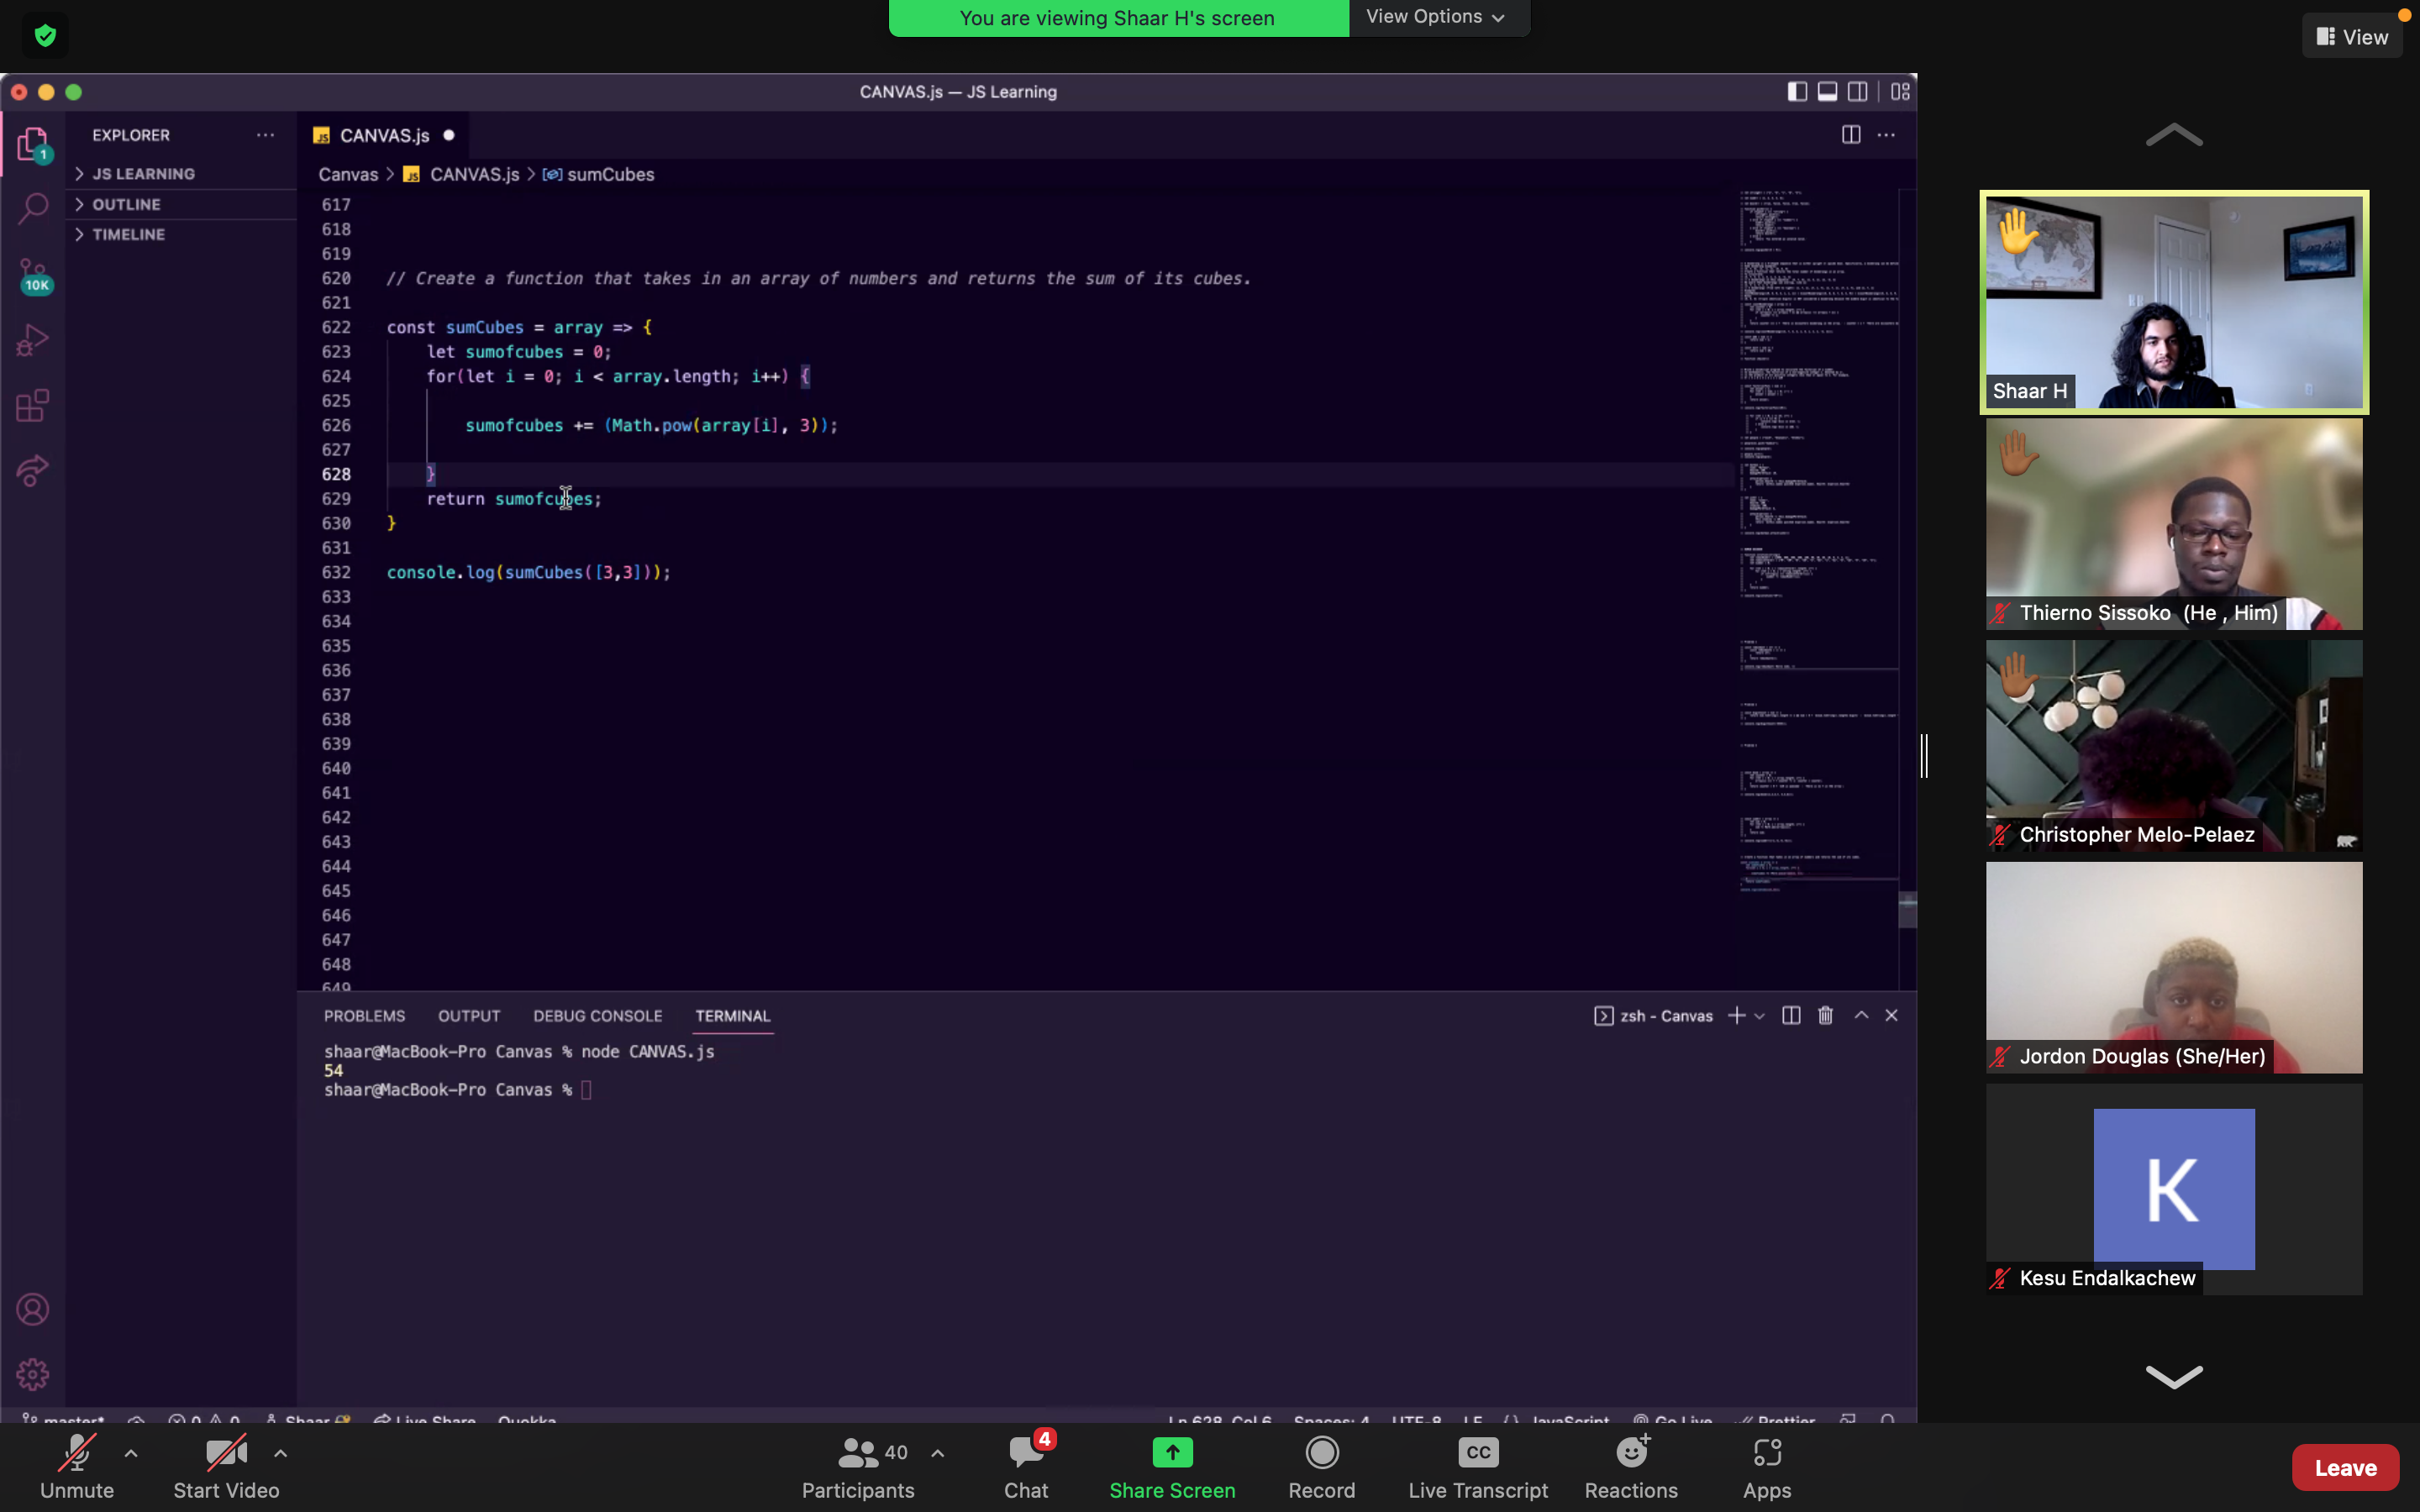 You are viewing Shaar H's screen
View Options
View
CANVAS.js — JS Learning
EXPLORER
JS LEARNING
OUTLINE
TIMELINE
1
10K
JS CANVAS.js
Canvas > JS CANVAS.js > sumCubes
617
618
619
620 // Create a function that takes in an array of numbers and returns the sum of its cubes.
621
622 const sumCubes = array => {
623 let sumofcubes = 0;
624 for(let i = 0; i < array.length; i++) {
625
626 sumofcubes += (Math.pow(array[i], 3));
627
628 }
629 return sumofcubes;
630 }
631
632 console.log(sumCubes([3,3]));
633
634
635
636
637
638
639
640
641
642
643
644
645
646
647
648
649
PROBLEMS OUTPUT DEBUG CONSOLE TERMINAL
zsh - Canvas
shaar@MacBook-Pro Canvas % node CANVAS.js
54
shaar@MacBook-Pro Canvas %
master* 0 0 Shaar Live Share Quokka
Ln 628, Col 6 Spaces: 4 UTF-8 LF {} JavaScript Go Live Prettier
Shaar H
Thierno Sissoko (He , Him)
Christopher Melo-Pelaez
Jordon Douglas (She/Her)
K
Kesu Endalkachew
Unmute
Start Video
40
Participants
4
Chat
Share Screen
Record
CC
Live Transcript
Reactions
Apps
Leave